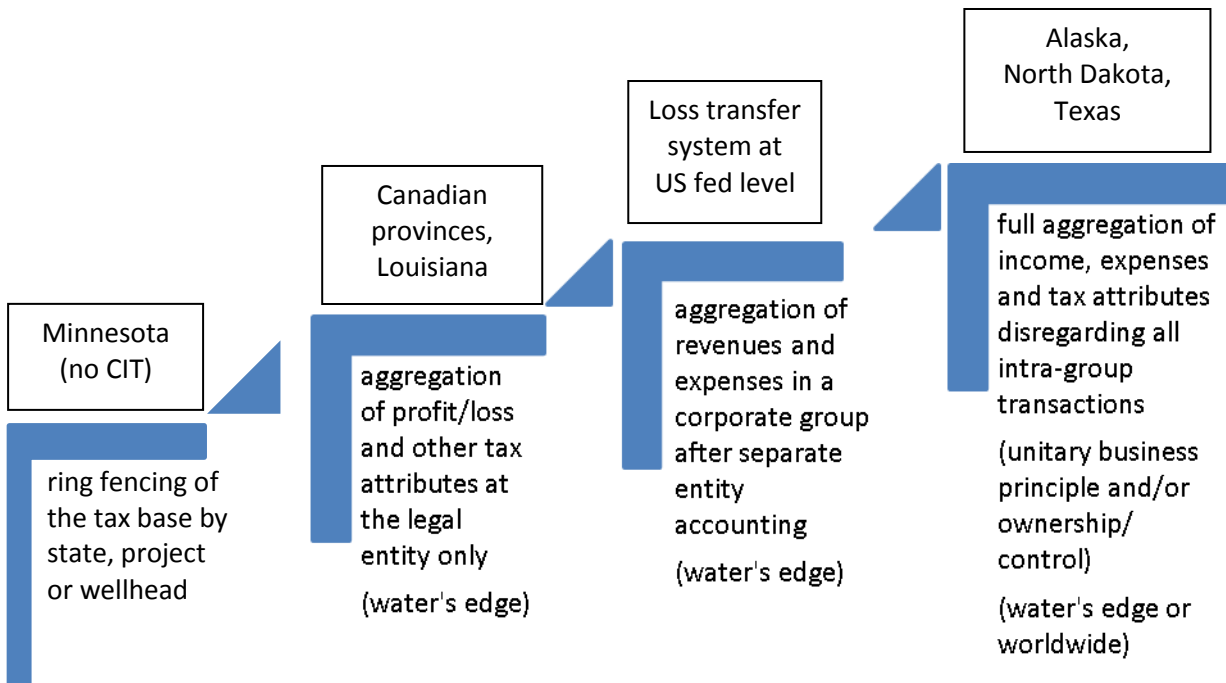 Minnesota
(no CIT)
ring fencing of
the tax base by
state, project
or wellhead
Canadian
provinces,
Louisiana
aggregation
of profit/loss
and other tax
attributes at
the legal
entity only
(water's edge)
Loss transfer
system at
US fed level
aggregation of
revenues and
expenses in a
corporate group
after separate
entity
accounting
(water's edge)
Alaska,
North Dakota,
Texas
full aggregation of
income, expenses
and tax attributes
disregarding all
intra-group
transactions
(unitary business
principle and/or
ownership/
control)
(water's edge or
worldwide)